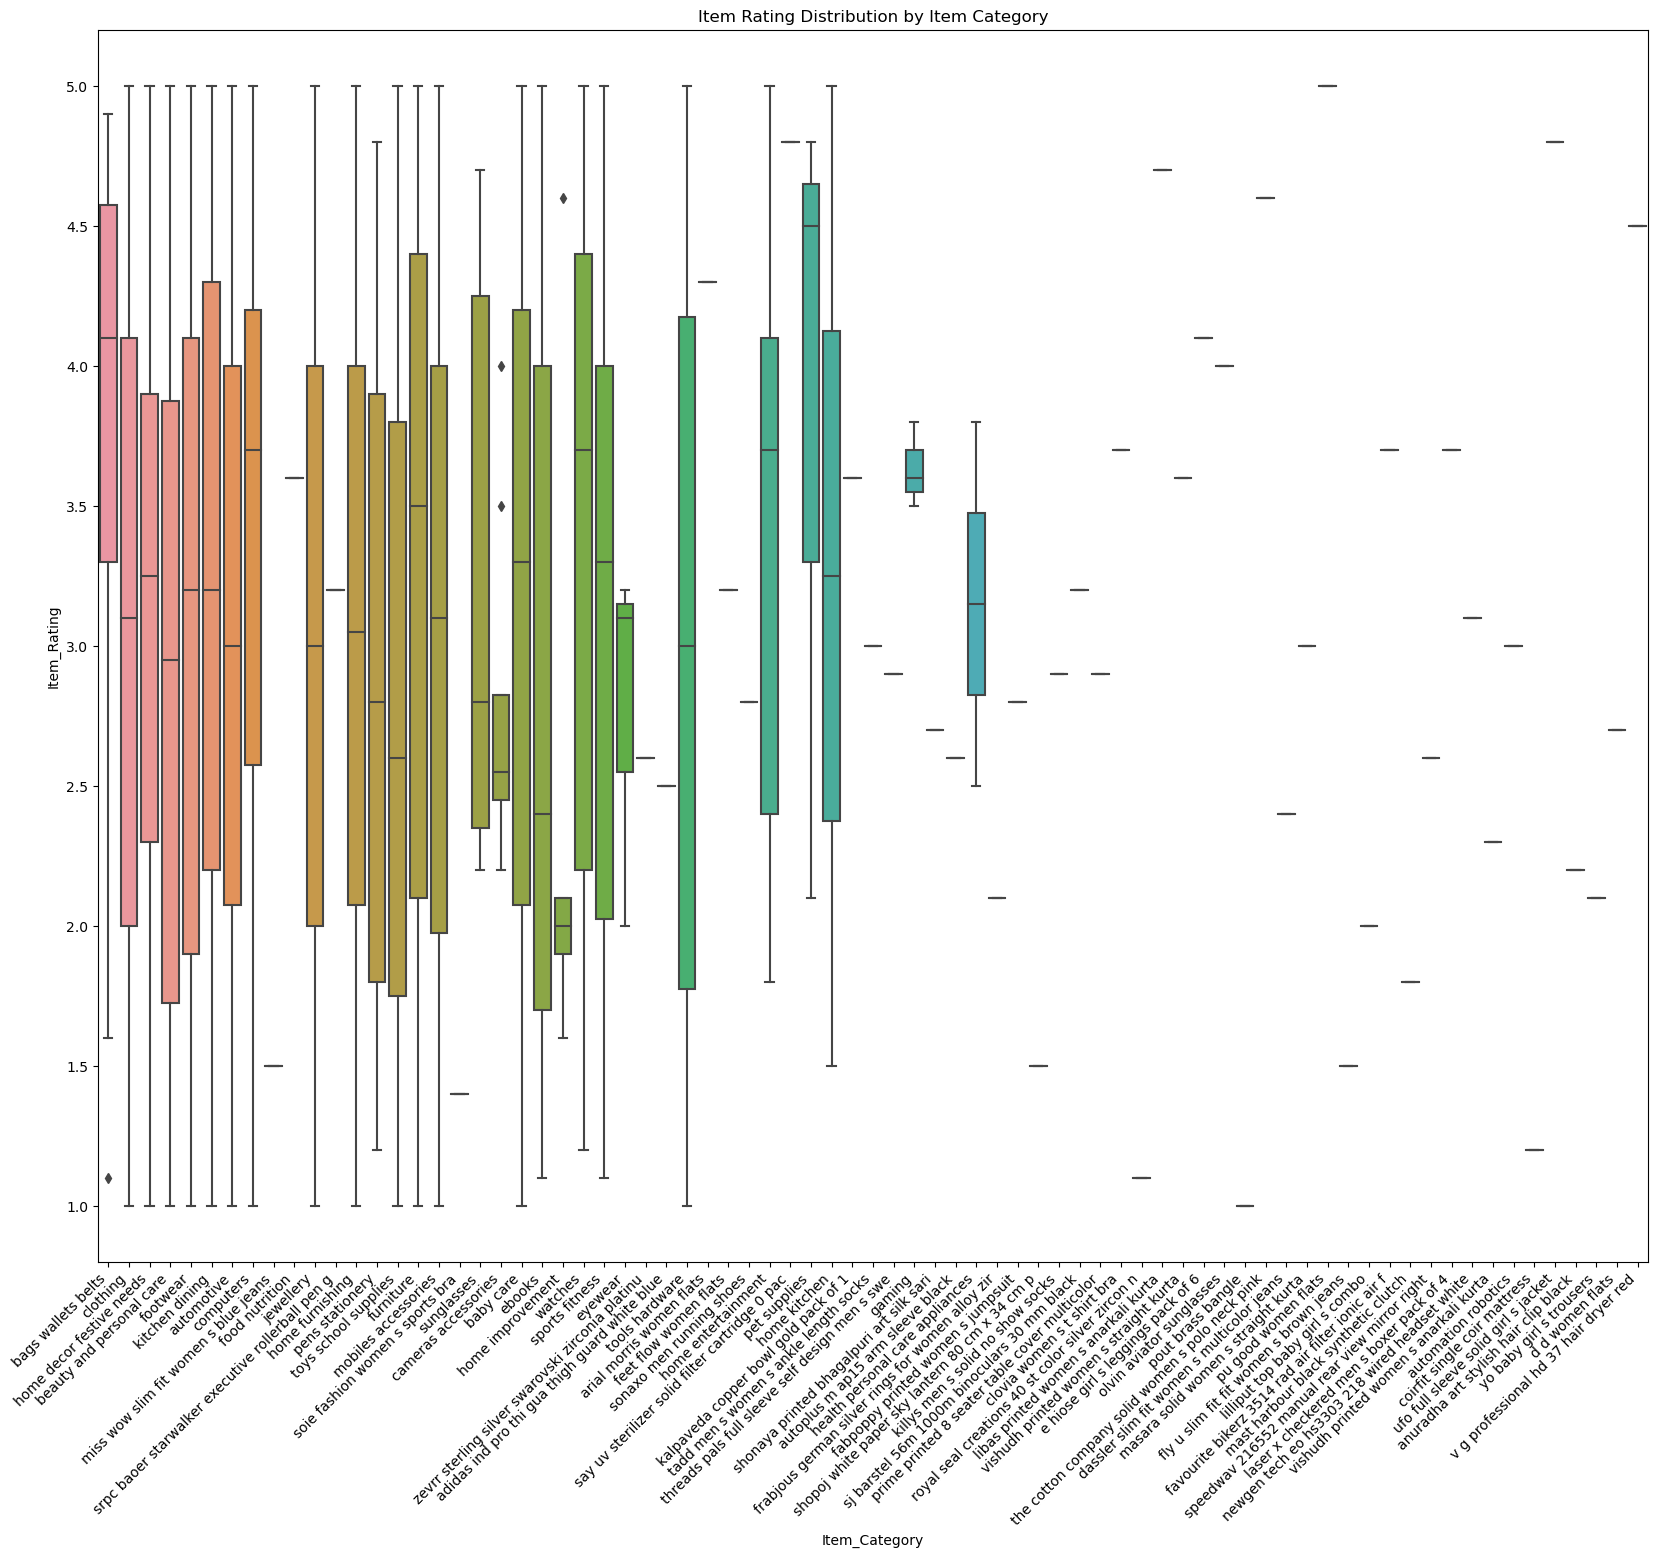 Item Rating Distribution by Item Category
Item_Rating
5.0
4.5
4.0
3.5
3.0
2.5
2.0
1.5
1.0
bags wallets belts
clothing
home decor festive needs
beauty and personal care
footwear
kitchen dining
automotive
computers
miss wow slim fit women s blue jeans
food nutrition
jewellery
srpc baoer starwalker executive rollerball pen g
home furnishing
pens stationery
toys school supplies
furniture
mobiles accessories
soie fashion women s sports bra
sunglasses
cameras accessories
baby care
ebooks
home improvement
watches
sports fitness
eyewear
zevrr sterling silver swarovski zirconia platinu
adidas ind pro thi gua thigh guard white blue
tools hardware
arial morris women flats
feet flow women flats
sonaxo men running shoes
home entertainment
say uv sterilizer solid filter cartridge 0 pac
pet supplies
home kitchen
kalpaveda copper bowl gold pack of 1
tadd men s women s ankle length socks
threads pals full sleeve self design men s swe
gaming
shonaya printed bhagalpuri art silk sari
autoplus m ap15 arm sleeve black
health personal care appliances
frabjous german silver rings for women alloy zir
fabpoppy printed women s jumpsuit
shopoj white paper sky lantern 80 cm x 34 cm p
killys men s solid no show socks
sj barstel 56m 1000m binoculars 30 mm black
prime printed 8 seater table cover multicolor
clovia women s t shirt bra
royal seal creations 40 st color silver zircon n
libas printed women s anarkali kurta
vishudh printed women s straight kurta
e hiose girl s leggings pack of 6
olvin aviator sunglasses
pout brass bangle
the cotton company solid women s polo neck pink
dassler slim fit women s multicolor jeans
masara solid women s straight kurta
pu good women flats
fly u slim fit fit women s brown jeans
lilliput top baby girl s combo
favourite bikerz 3514 rad air filter ionic air f
mast harbour black synthetic clutch
speedwav 216552 manual rear view mirror right
laser x checkered men s boxer pack of 4
newgen tech eo hs3303 218 wired headset white
vishudh printed women s anarkali kurta
automation robotics
coirfit single coir mattress
ufo full sleeve solid girl s jacket
anuradha art stylish hair clip black
yo baby girl s trousers
d d women flats
v g professional hd 37 hair dryer red
Item_Category